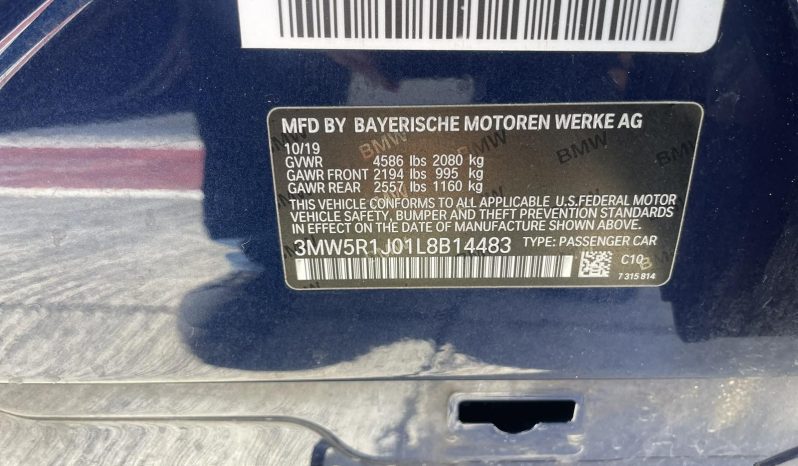 MFD BY BAYERISCHE MOTOREN WERKE AG
10/19
GVWR 4586 lbs 2080 kg
GAWR FRONT 2194 lbs 995 kg
GAWR REAR 2557 lbs 1160 kg
THIS VEHICLE CONFORMS TO ALL APPLICABLE U.S.FEDERAL MOTOR
VEHICLE SAFETY, BUMPER AND THEFT PREVENTION STANDARDS
IN EFFECT ON THE DATE OF MANUFACTURE SHOWN ABOVE.
3MW5R1J01L8B14483 TYPE: PASSENGER CAR
C10
7 315 814